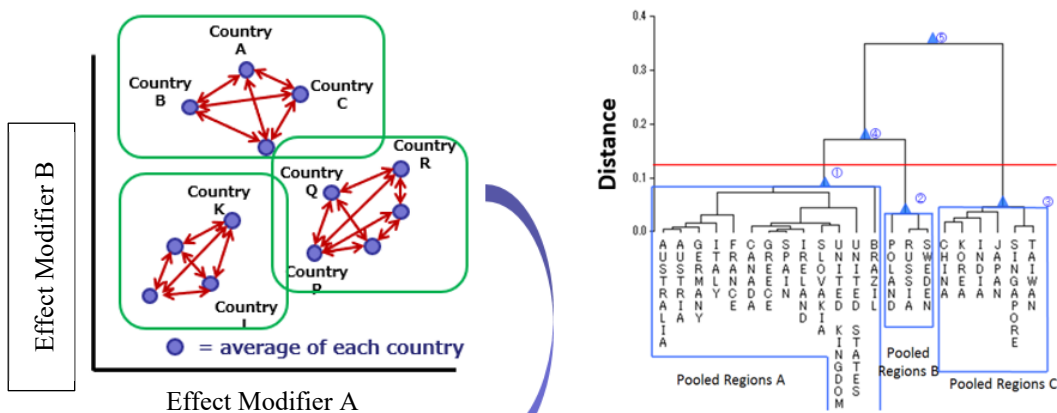 Effect Modifier B
Country
A
Country
B
Country
C
Country
R
Country
Q
Country
K
Country
P
Country
= average of each country
Effect Modifier A
Distance
0.4
0.3
0.2
0.1
0.0
⑤
④
①
②
③
AUSTRALIA
AUSTRIA
GERMANY
ITALY
FRANCE
CANADA
GREECE
SPAIN
IRELAND
SLOVAKIA
UNITED KINGDOM
UNITED STATES
BRAZIL
POLAND
RUSSIA
SWEDEN
CHINA
KOREA
INDIA
JAPAN
SINGAPORE
TAIWAN
Pooled Regions A
Pooled
Regions B
Pooled Regions C